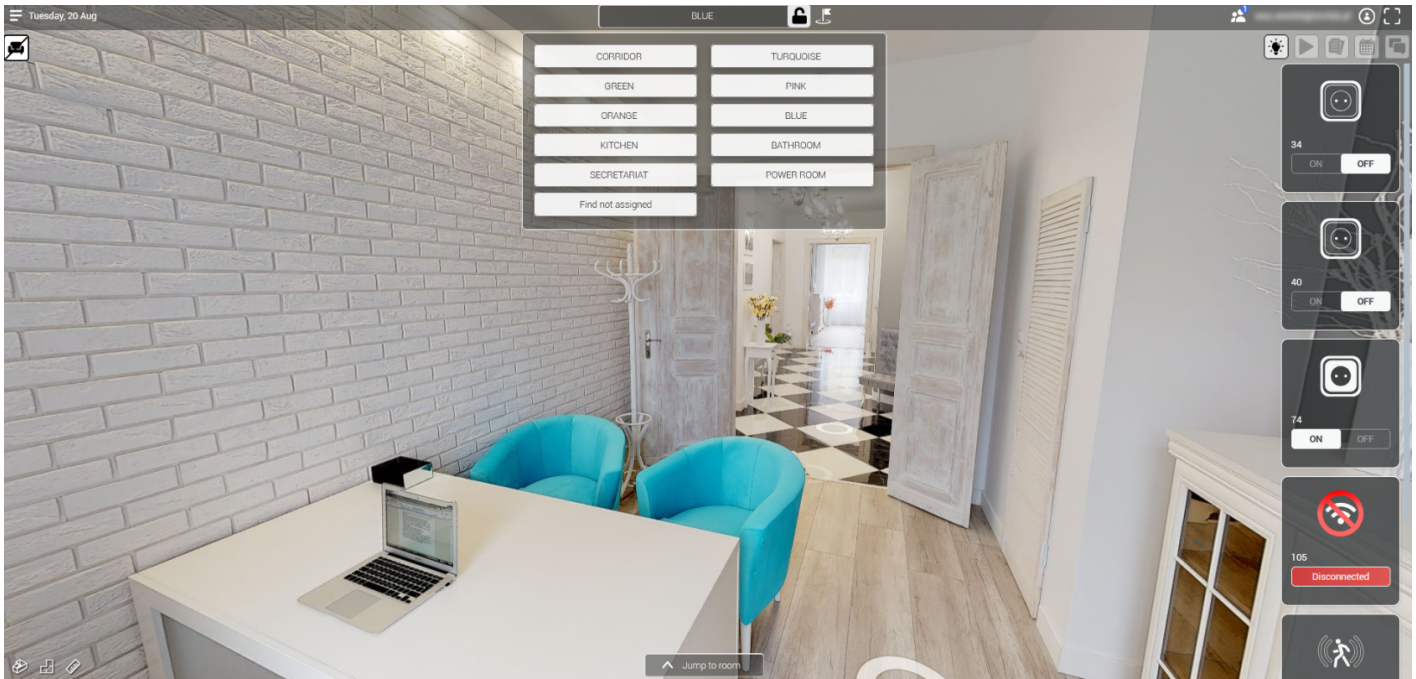 Tuesday, 20 Aug
BLUE
1
CORRIDOR
TURQUOISE
GREEN
PINK
ORANGE
BLUE
KITCHEN
BATHROOM
SECRETARIAT
POWER ROOM
Find not assigned
34
ON OFF
40
ON OFF
74
ON OFF
105
Disconnected
Jump to room